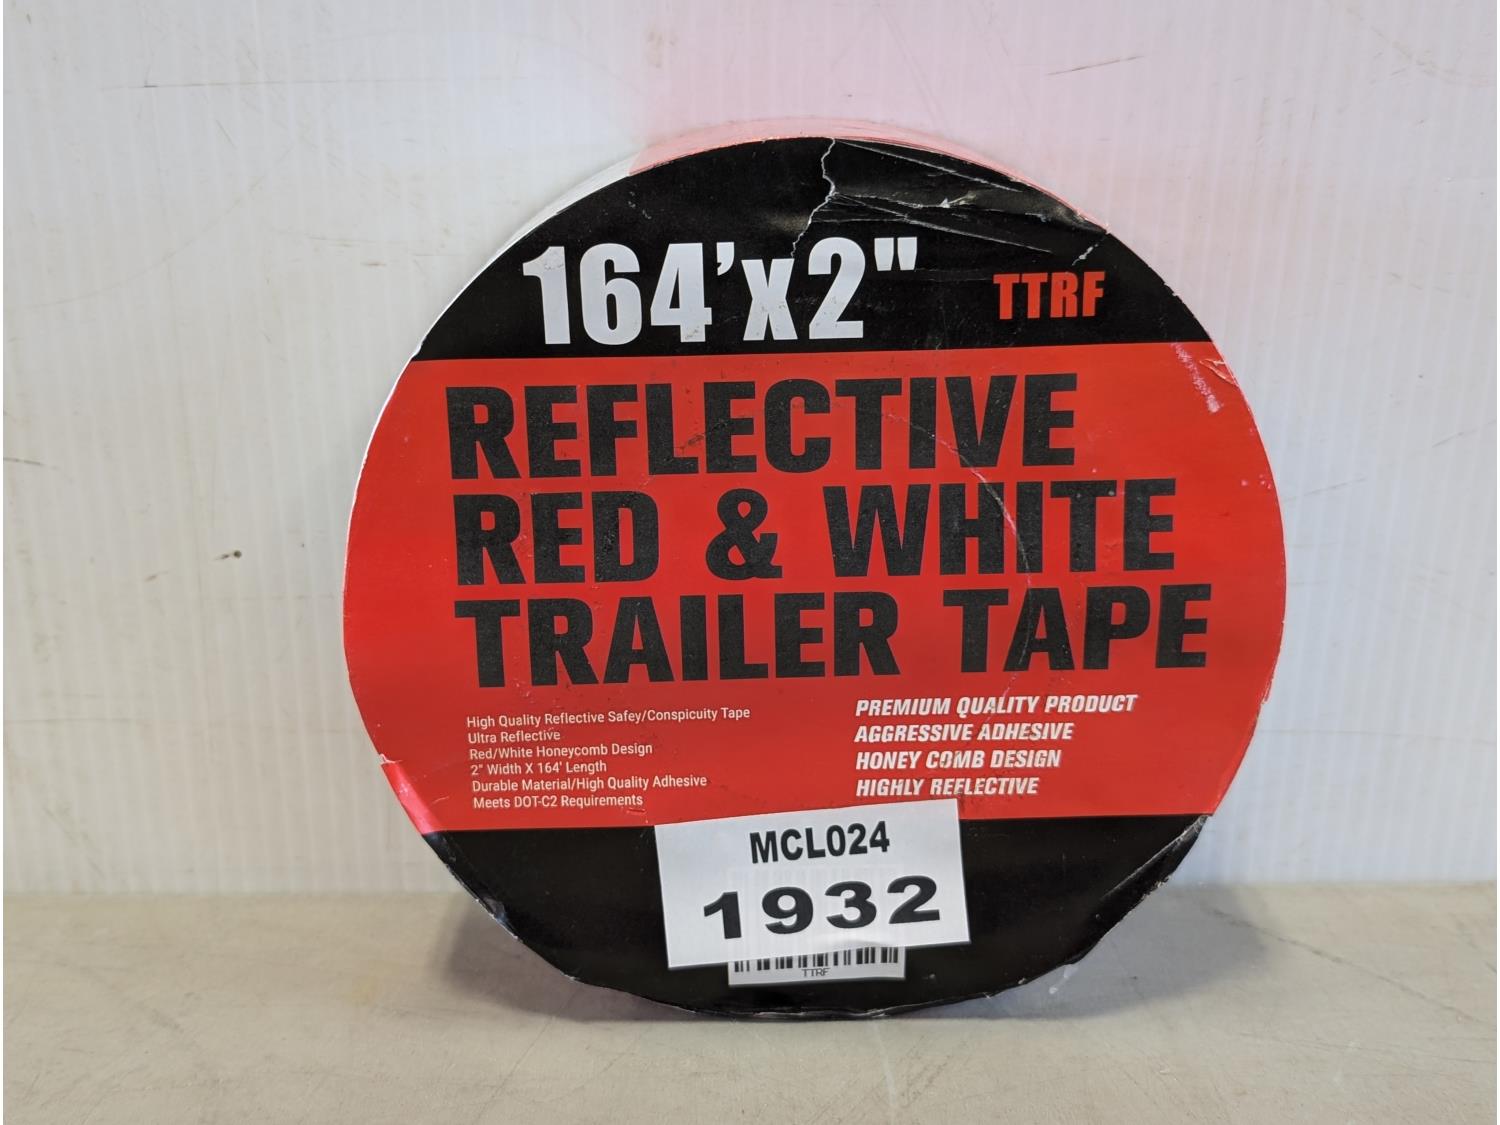 164'x2"
TTRF
REFLECTIVE
RED & WHITE
TRAILER TAPE
High Quality Reflective Safey/Conspicuity Tape
Ultra Reflective
Red/White Honeycomb Design
2" Width X 164' Length
Durable Material/High Quality Adhesive
Meets DOT-C2 Requirements
PREMIUM QUALITY PRODUCT
AGGRESSIVE ADHESIVE
HONEY COMB DESIGN
HIGHLY REFLECTIVE
MCL024
1932
TTRF